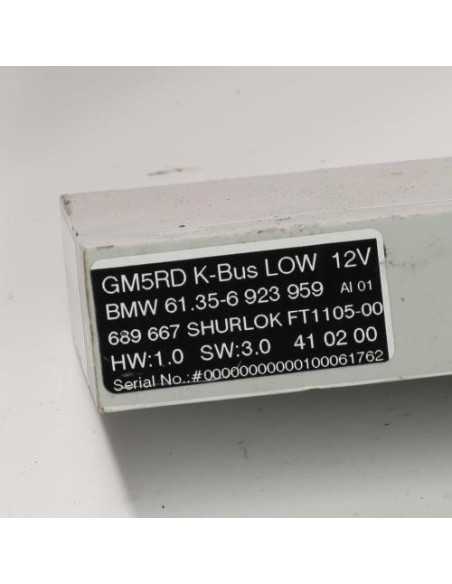 GM5RD K-Bus LOW 12V
BMW 61.35-6 923 959 AI 01
689 667 SHURLOK FT1105-00
HW:1.0 SW:3.0 41 02 00
Serial No.:#00000000000100061762